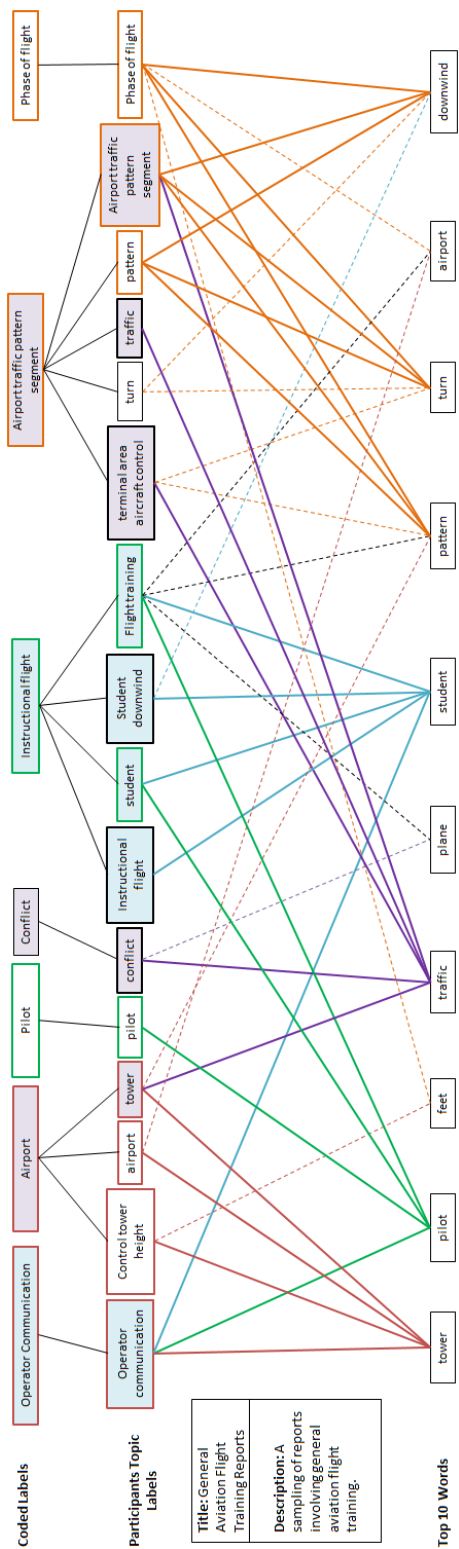 Coded Labels
Operator Communication
Airport
Pilot
Conflict
Instructional flight
Airport traffic pattern
segment
Phase of flight
Participants Topic
Labels
Operator
communication
Control tower
height
airport
tower
pilot
conflict
Instructional
flight
student
Student
downwind
Flight training
terminal area
aircraft control
turn
traffic
pattern
Airport traffic
pattern
segment
Phase of flight
Title: General
Aviation Flight
Training Reports
Description: A
sampling of reports
involving general
aviation flight
training.
Top 10 Words
tower
pilot
feet
traffic
plane
student
pattern
turn
airport
downwind